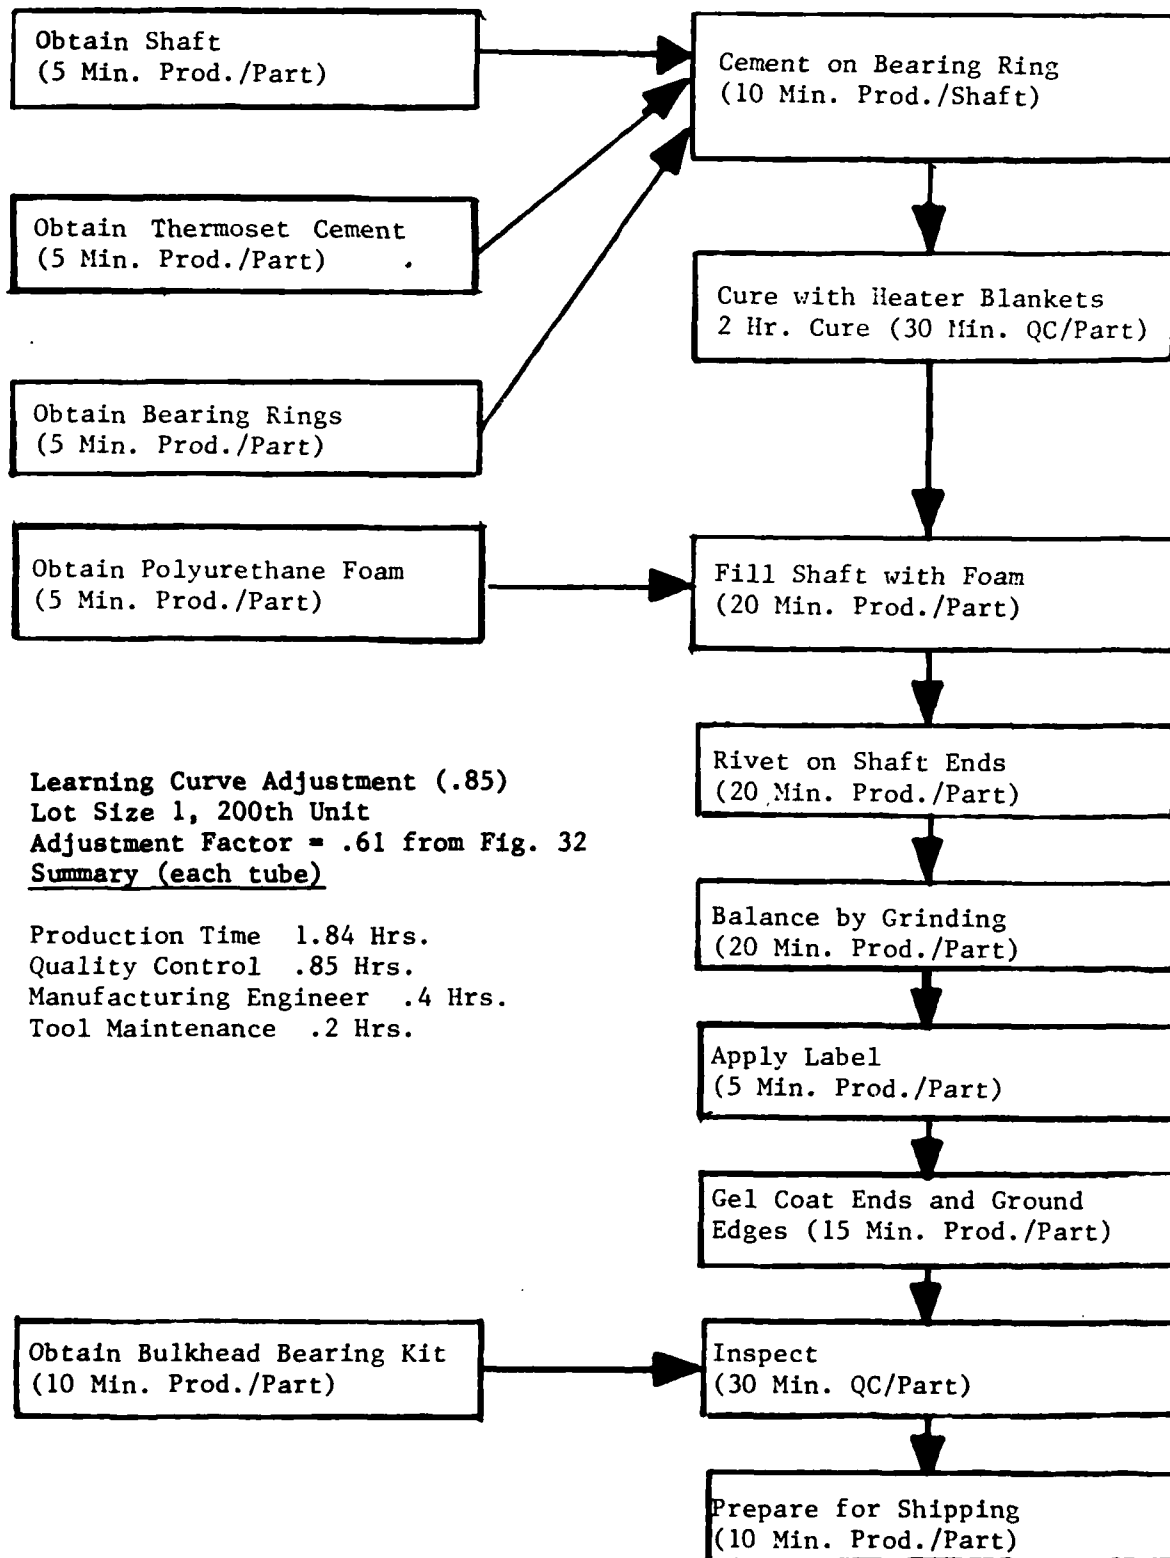 Obtain Shaft
(5 Min. Prod./Part)
Cement on Bearing Ring
(10 Min. Prod./Shaft)
Obtain Thermoset Cement
(5 Min. Prod./Part)
Cure with Heater Blankets
2 Hr. Cure (30 Min. QC/Part)
Obtain Bearing Rings
(5 Min. Prod./Part)
Obtain Polyurethane Foam
(5 Min. Prod./Part)
Fill Shaft with Foam
(20 Min. Prod./Part)
Rivet on Shaft Ends
(20 Min. Prod./Part)
Learning Curve Adjustment (.85)
Lot Size 1, 200th Unit
Adjustment Factor = .61 from Fig. 32
Summary (each tube)
Production Time 1.84 Hrs.
Quality Control .85 Hrs.
Manufacturing Engineer .4 Hrs.
Tool Maintenance .2 Hrs.
Balance by Grinding
(20 Min. Prod./Part)
Apply Label
(5 Min. Prod./Part)
Gel Coat Ends and Ground
Edges (15 Min. Prod./Part)
Obtain Bulkhead Bearing Kit
(10 Min. Prod./Part)
Inspect
(30 Min. QC/Part)
Prepare for Shipping
(10 Min. Prod./Part)